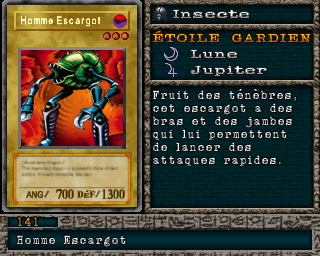 Homme Escargot
ANG/ 700 DÉF/1300
141
Homme Escargot
Insecte
ÉTOILE GARDIEN
Lune
Jupiter
Fruit des ténèbres,
cet escargot a des
bras et des jambes
qui lui permettent
de lancer des
attaques rapides.